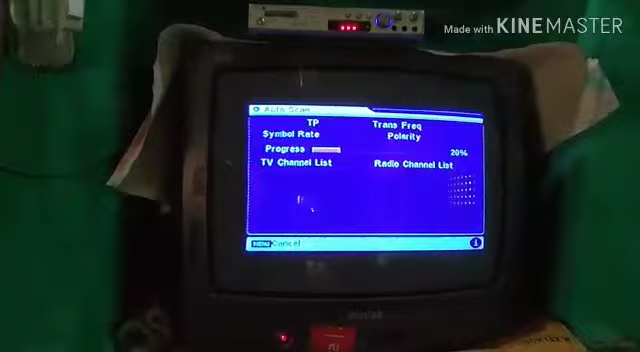 Made with KINEMASTER
Auto Scan
TP Trans Freq
Symbol Rate Polarity
Progress 20%
TV Channel List Radio Channel List
MENU Cancel i